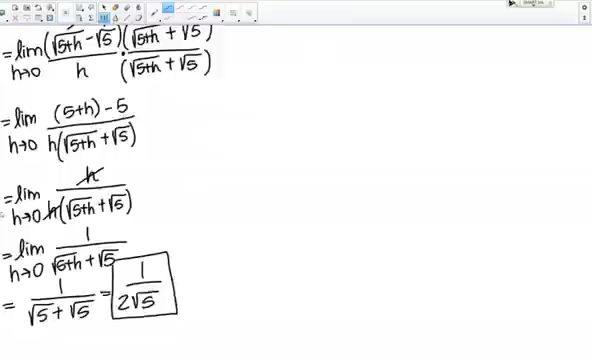 = lim h→0 (√5+h − √5)/h · (√5+h + √5)/(√5+h + √5)
= lim h→0 (5+h) − 5 / h(√5+h + √5)
= lim h→0 h / h(√5+h + √5)
= lim h→0 1 / √5+h + √5
= 1 / √5 + √5 = 1 / 2√5